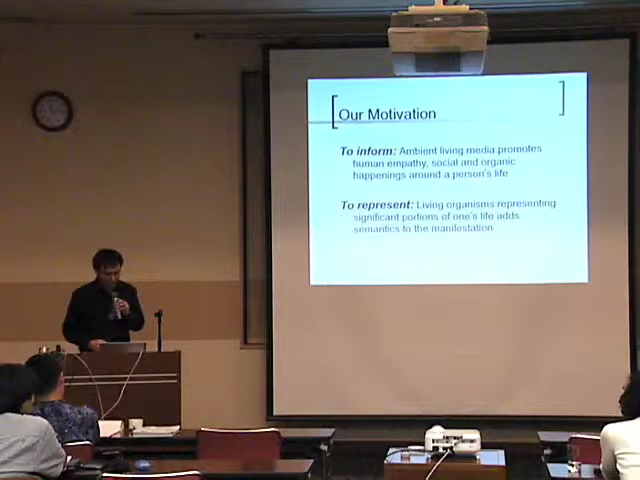 Our Motivation
To inform: Ambient living media promotes
human empathy, social and organic
happenings around a person's life
To represent: Living organisms representing
significant portions of one's life adds
semantics to the manifestation